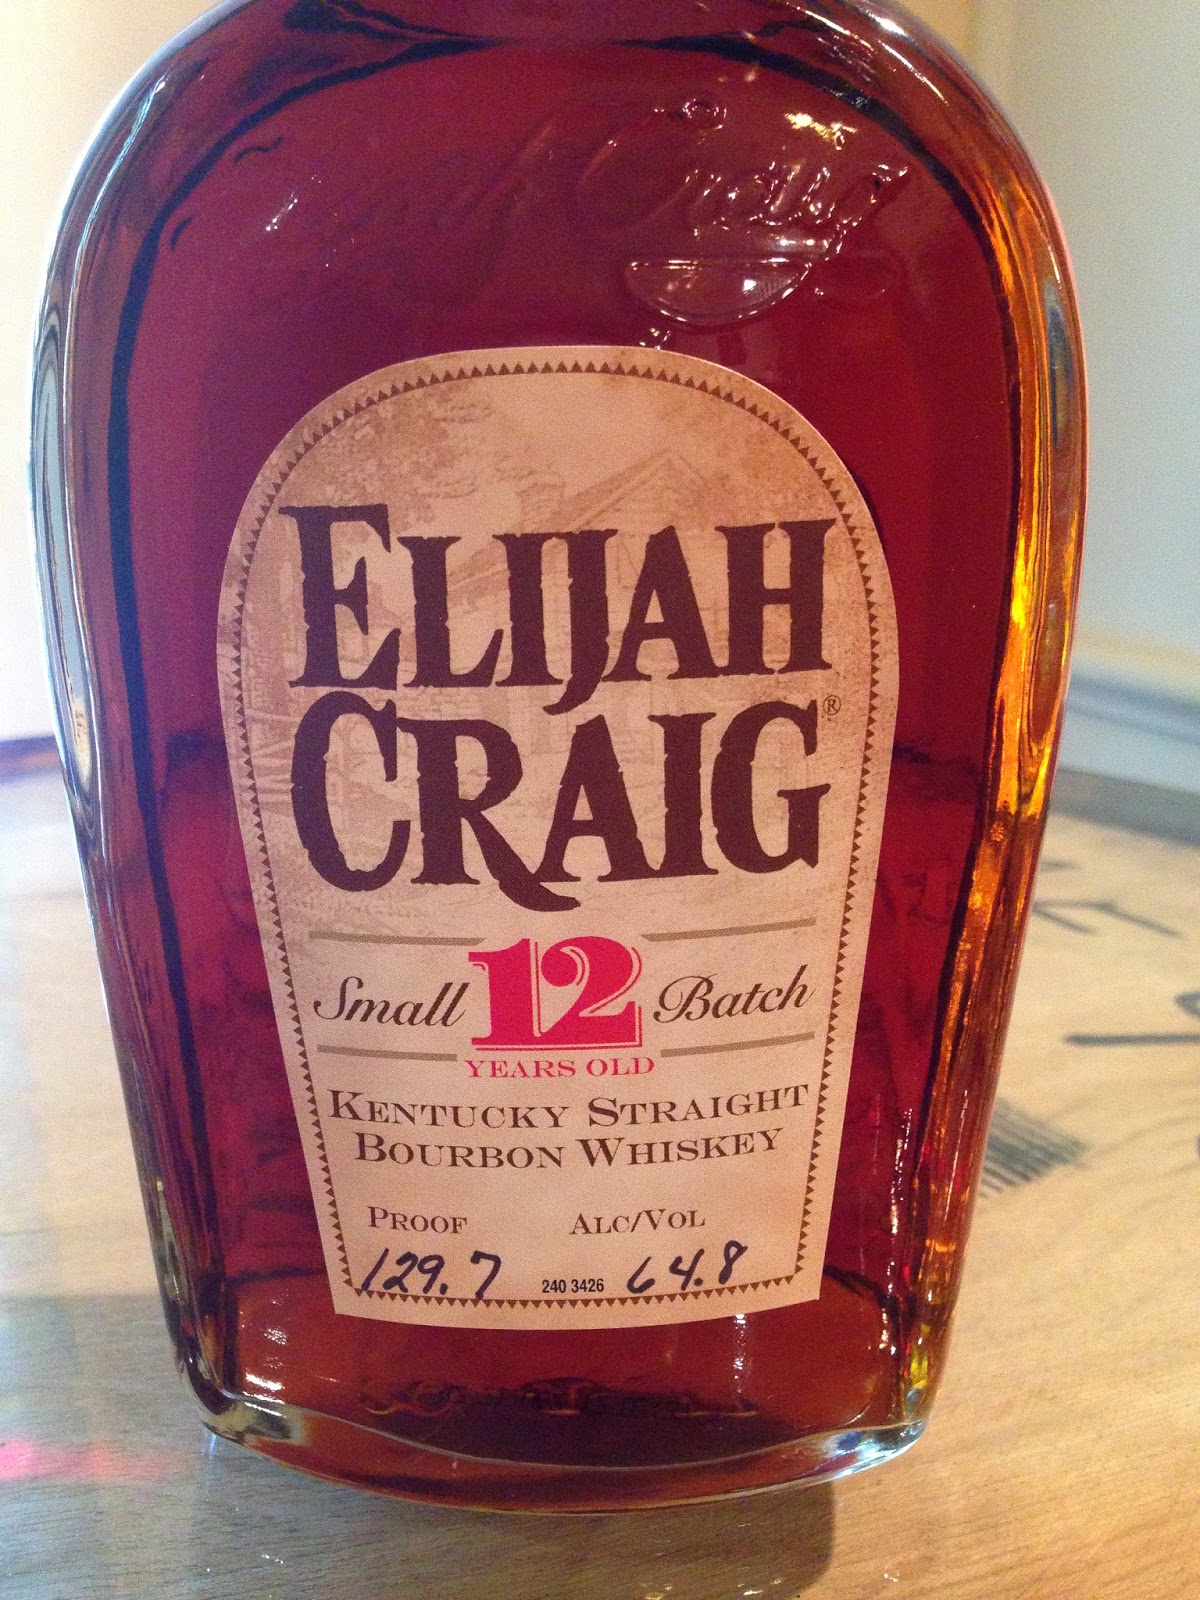 Craig
ELIJAH
CRAIG®
Small 12 Batch
YEARS OLD
KENTUCKY STRAIGHT
BOURBON WHISKEY
PROOF ALC/VOL
129.7 240 3426 64.8